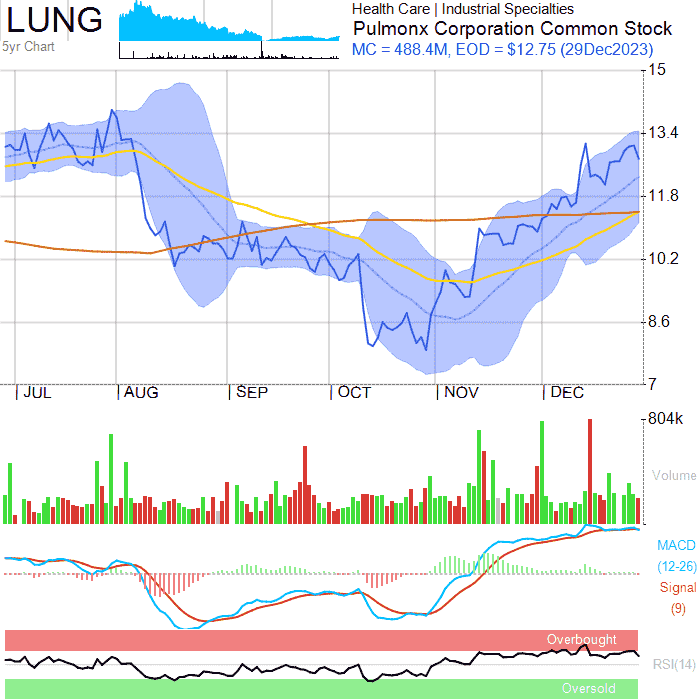 LUNG
5yr Chart
Health Care | Industrial Specialties
Pulmonx Corporation Common Stock
MC = 488.4M, EOD = $12.75 (29Dec2023)
15
13.4
11.8
10.2
8.6
7
JUL AUG SEP OCT NOV DEC
804k
Volume
MACD
(12-26)
Signal
(9)
Overbought
RSI(14)
Oversold